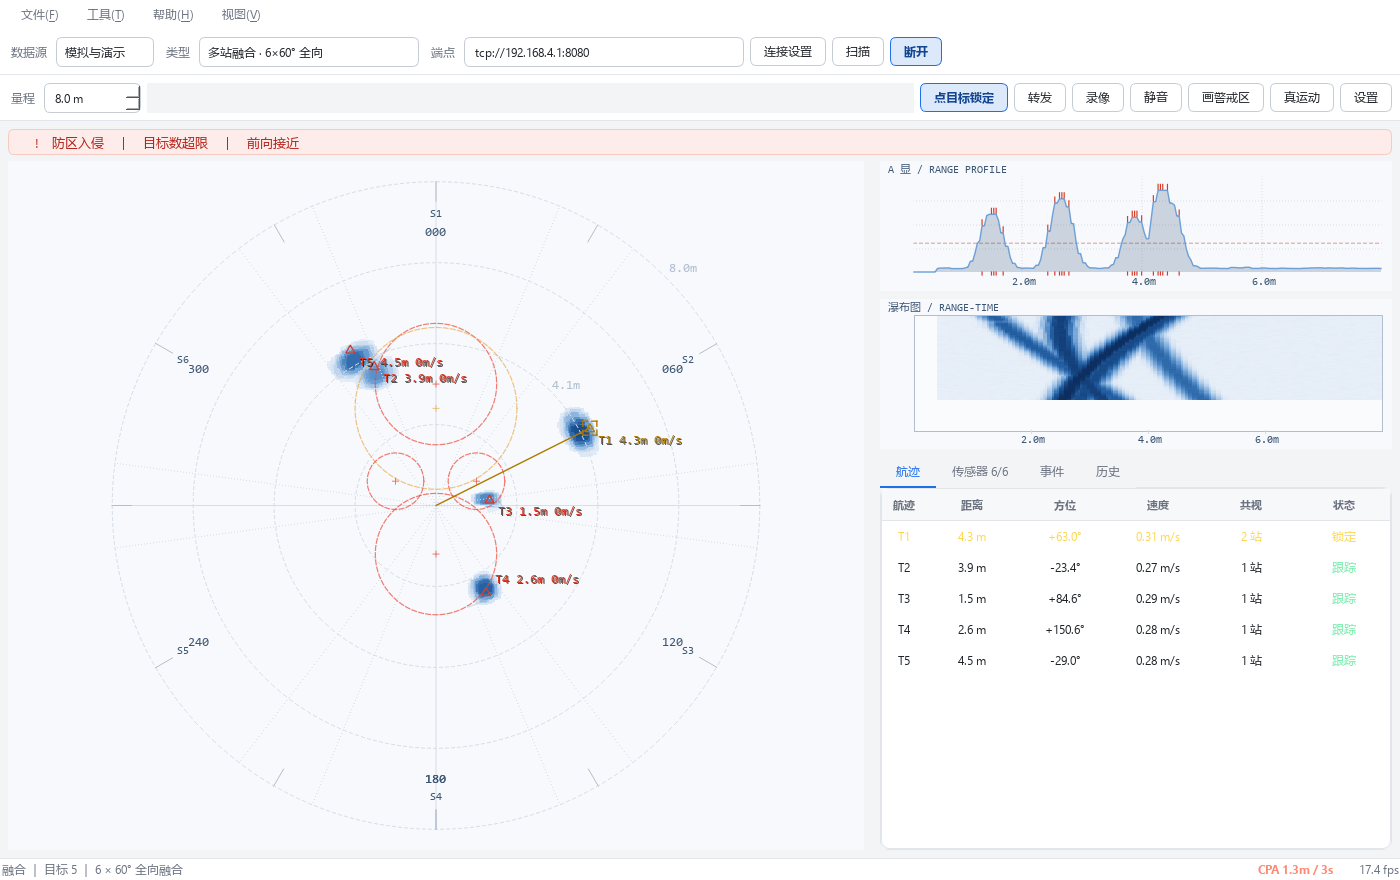 文件(F) 工具(T) 帮助(H) 视图(V)
数据源 模拟与演示 类型 多站融合 · 6×60° 全向 端点 tcp://192.168.4.1:8080 连接设置 扫描 断开
量程 8.0 m 点目标锁定 转发 录像 静音 画警戒区 真运动 设置
! 防区入侵 | 目标数超限 | 前向接近
S1
000
8.0m
S6
300
S2
060
4.1m
T5 4.5m 0m/s
T2 3.9m 0m/s
T1 4.3m 0m/s
T3 1.5m 0m/s
T4 2.6m 0m/s
S5
240
120
S3
180
S4
A 显 / RANGE PROFILE
2.0m 4.0m 6.0m
瀑布图 / RANGE-TIME
2.0m 4.0m 6.0m
航迹 传感器 6/6 事件 历史
航迹 距离 方位 速度 共视 状态
T1 4.3 m +63.0° 0.31 m/s 2 站 锁定
T2 3.9 m -23.4° 0.27 m/s 1 站 跟踪
T3 1.5 m +84.6° 0.29 m/s 1 站 跟踪
T4 2.6 m +150.6° 0.28 m/s 1 站 跟踪
T5 4.5 m -29.0° 0.28 m/s 1 站 跟踪
融合 | 目标 5 | 6 × 60° 全向融合
CPA 1.3m / 3s 17.4 fps